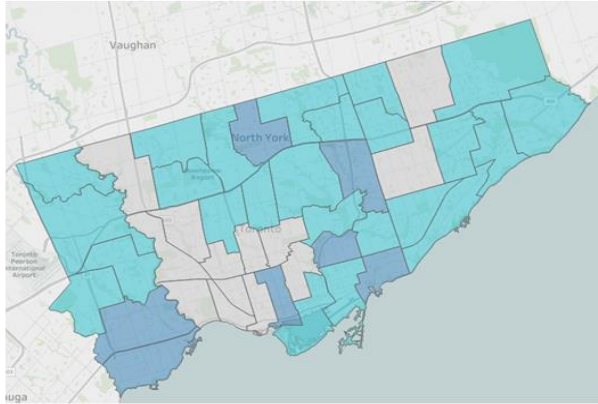 Vaughan
North York
Toronto
Toronto
Pearson
International
Airport
uga